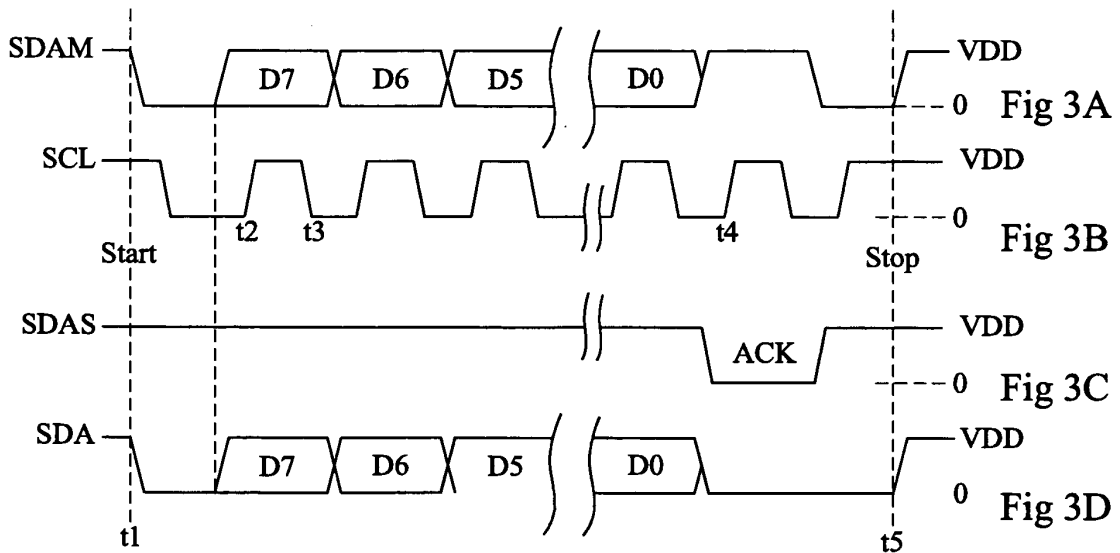 SDAM D7 D6 D5 D0 VDD
0 Fig 3A
SCL VDD
t2 t3 t4 0 Fig 3B
Start Stop
SDAS VDD
ACK
0 Fig 3C
SDA D7 D6 D5 D0 VDD
0 Fig 3D
t1 t5